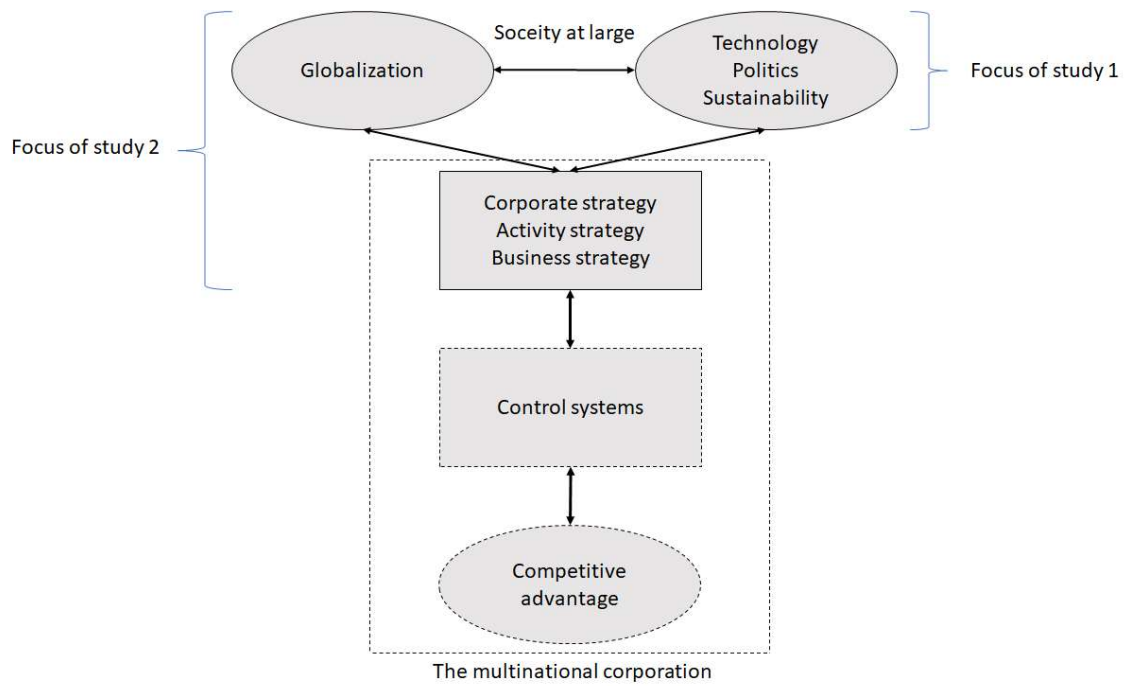 Soceity at large
Globalization
Technology
Politics
Sustainability
Focus of study 1
Focus of study 2
Corporate strategy
Activity strategy
Business strategy
Control systems
Competitive
advantage
The multinational corporation